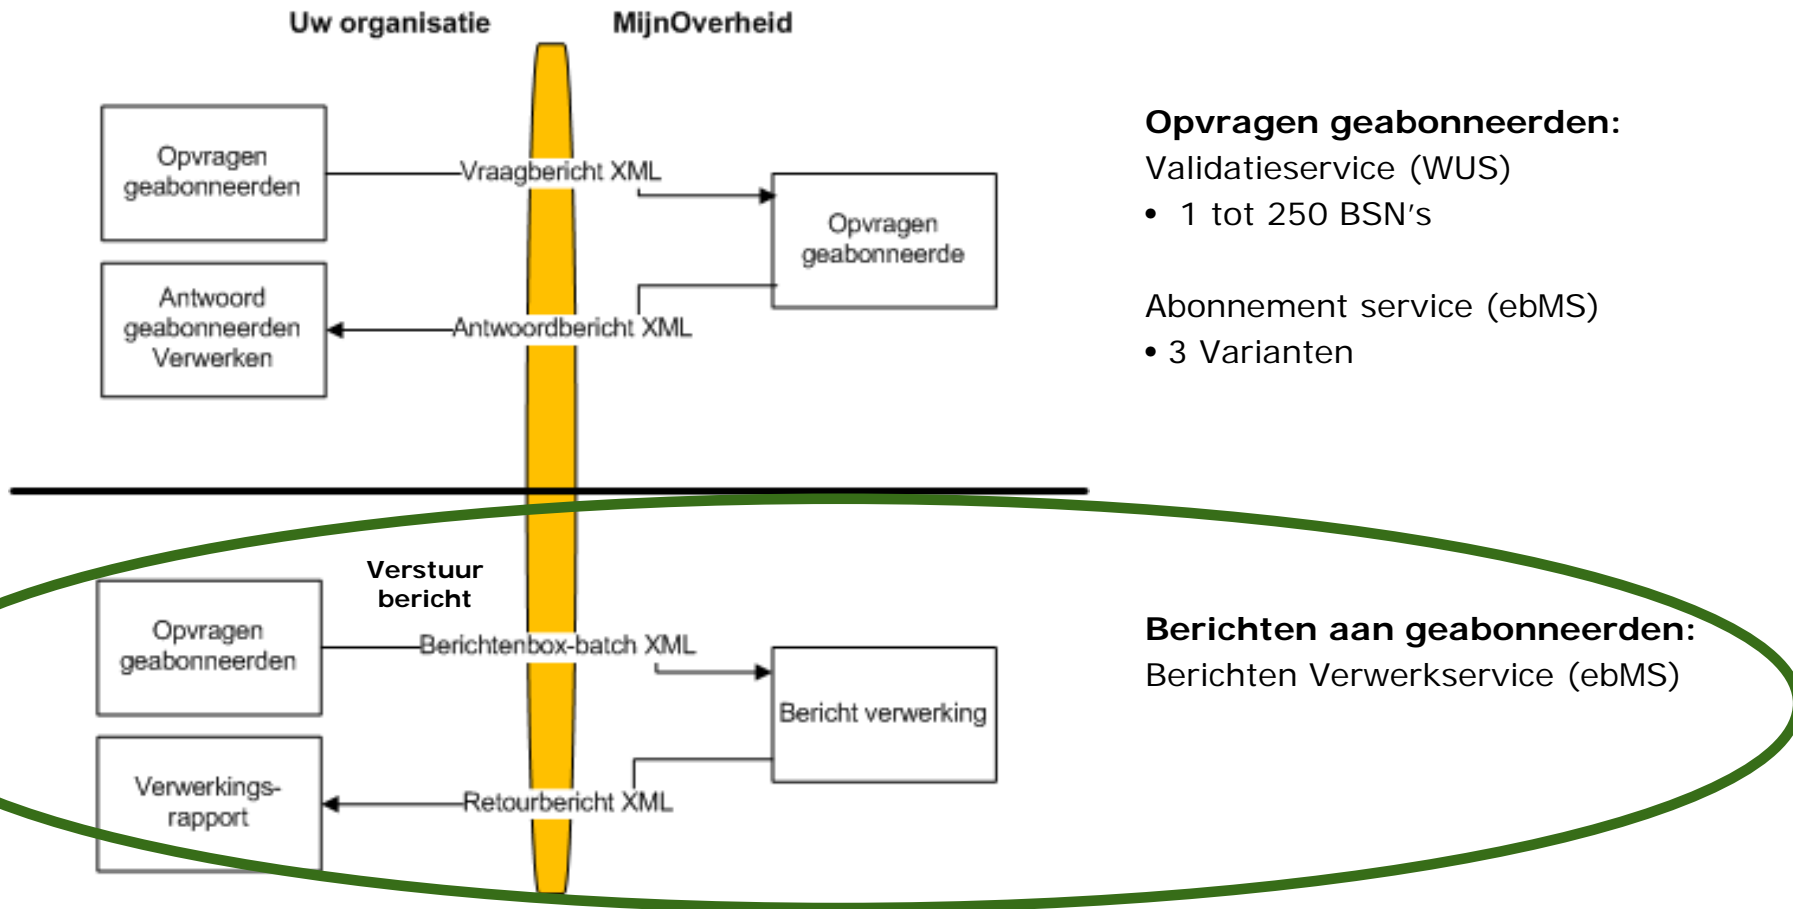 Uw organisatie
MijnOverheid
Opvragen
geabonneerden
Vraagbericht XML
Opvragen
geabonneerde
Antwoord
geabonneerden
Verwerken
Antwoordbericht XML
Opvragen geabonneerden:
Validatieservice (WUS)
• 1 tot 250 BSN's
Abonnement service (ebMS)
• 3 Varianten
Verstuur
bericht
Opvragen
geabonneerden
Berichtenbox-batch XML
Bericht verwerking
Verwerkings-
rapport
Retourbericht XML
Berichten aan geabonneerden:
Berichten Verwerkservice (ebMS)